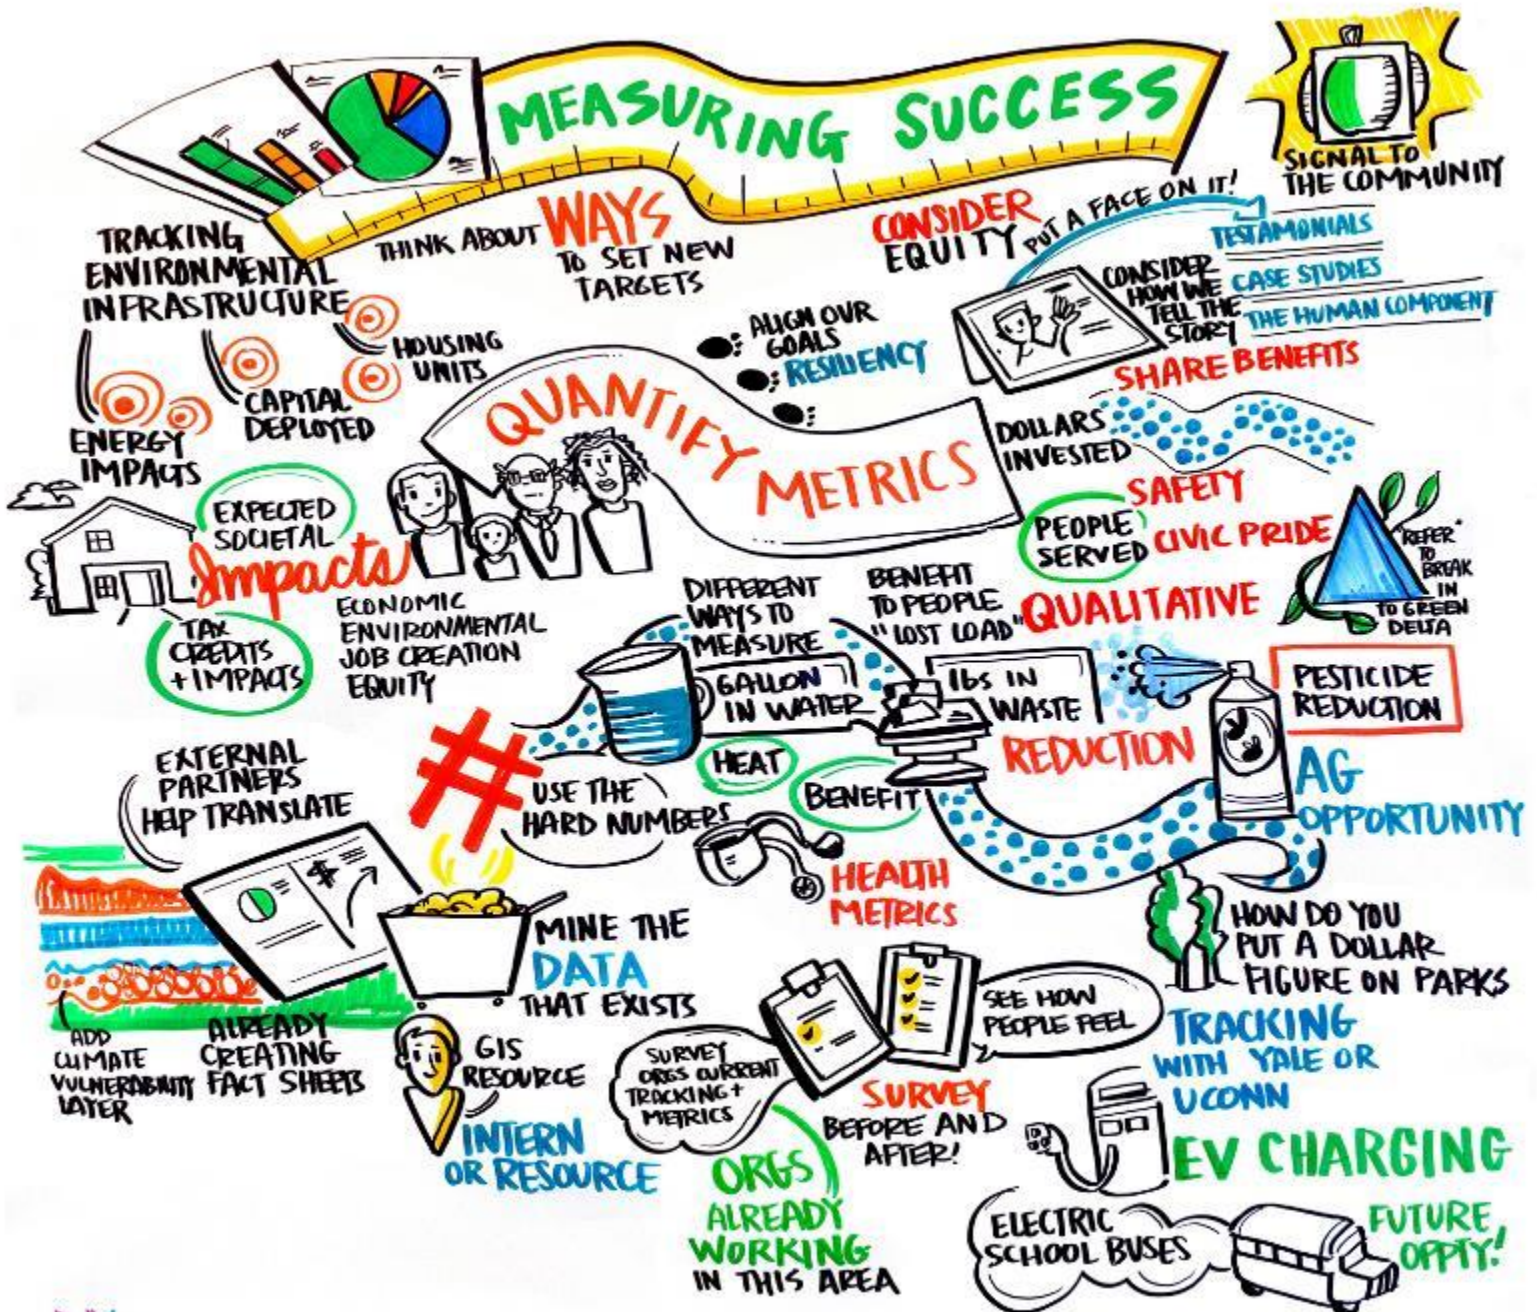 MEASURING SUCCESS
SIGNAL TO
THE COMMUNITY
TRACKING
ENVIRONMENTAL
INFRASTRUCTURE
THINK ABOUT WAYS
TO SET NEW
TARGETS
CONSIDER
EQUITY
PUT A FACE ON IT!
TESTAMONIALS
CONSIDER
HOW WE
TELL THE
STORY
CASE STUDIES
THE HUMAN COMPONENT
SHARE BENEFITS
HOUSING
UNITS
CAPITAL
DEPLOYED
ENERGY
IMPACTS
ALIGN OUR
GOALS
RESILIENCY
QUANTIFY
METRICS
DOLLARS
INVESTED
SAFETY
PEOPLE
SERVED
CIVIC PRIDE
QUALITATIVE
"REFER"
TO
BREAK
IN
TO GREEN
DELTA
EXPECTED
SOCIETAL
Impacts
TAX
CREDITS
+ IMPACTS
ECONOMIC
ENVIRONMENTAL
JOB CREATION
EQUITY
DIFFERENT
WAYS TO
MEASURE
GALLON
IN WATER
BENEFIT
TO PEOPLE
"LOST LOAD"
lbs IN
WASTE
REDUCTION
PESTICIDE
REDUCTION
AG
OPPORTUNITY
HEAT
BENEFIT
#
USE THE
HARD NUMBERS
HEALTH
METRICS
EXTERNAL
PARTNERS
HELP TRANSLATE
$
MINE THE
DATA
THAT EXISTS
HOW DO YOU
PUT A DOLLAR
FIGURE ON PARKS
ADD
CLIMATE
VULNERABILITY
LAYER
ALREADY
CREATING
FACT SHEETS
GIS
RESOURCE
INTERN
OR RESOURCE
SURVEY
ORGS CURRENT
TRACKING +
METRICS
SEE HOW
PEOPLE FEEL
SURVEY
BEFORE AND
AFTER!
ORGS
ALREADY
WORKING
IN THIS AREA
TRACKING
WITH YALE OR
UCONN
EV CHARGING
ELECTRIC
SCHOOL BUSES
FUTURE
OPPTY!